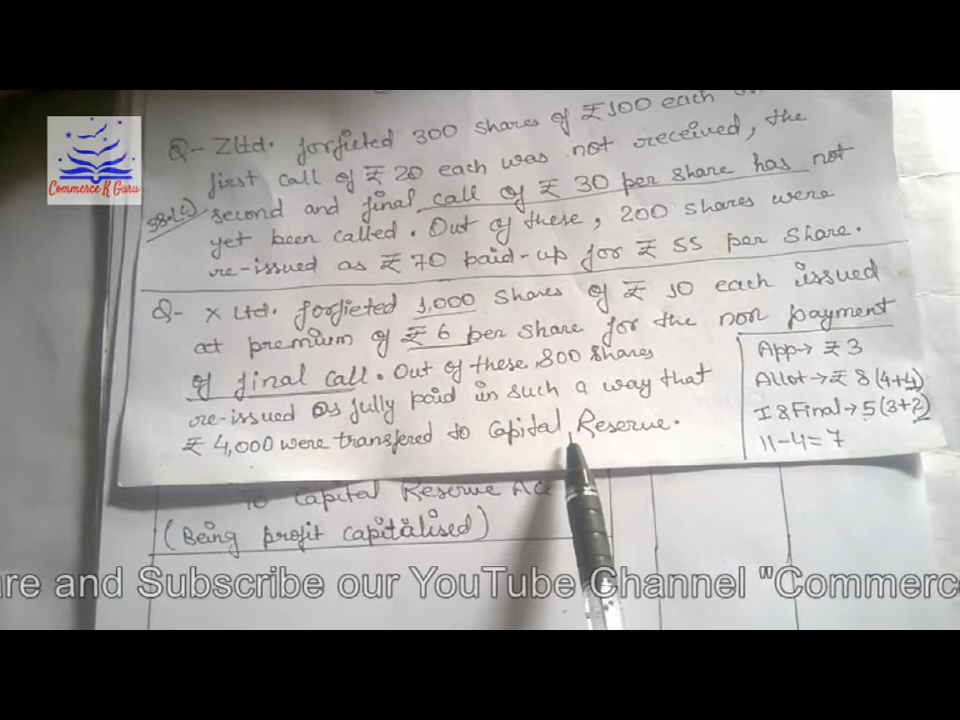 Commerce K Guru
Q- Z Ltd. forfieted 300 shares of ₹100 each
first call of ₹ 20 each was not received, the
second and final call of ₹ 30 per share has not
38.(C)
yet been called. Out of these, 200 shares were
re-issued as ₹ 70 paid-up for ₹ 55 per share.
Q- X Ltd. forfieted 1,000 shares of ₹ 10 each issued
at premium of ₹ 6 per share for the non payment
of final call. Out of these, 800 shares
re-issued as fully paid in such a way that
₹ 4,000 were transfered to Capital Reserve.
App→ ₹ 3
Allot→ ₹ 8 (4+4)
I & Final→ 5 (3+2)
11-4=7
To Capital Reserve A/c
(Being profit capitalised)
are and Subscribe our YouTube Channel "Commerce